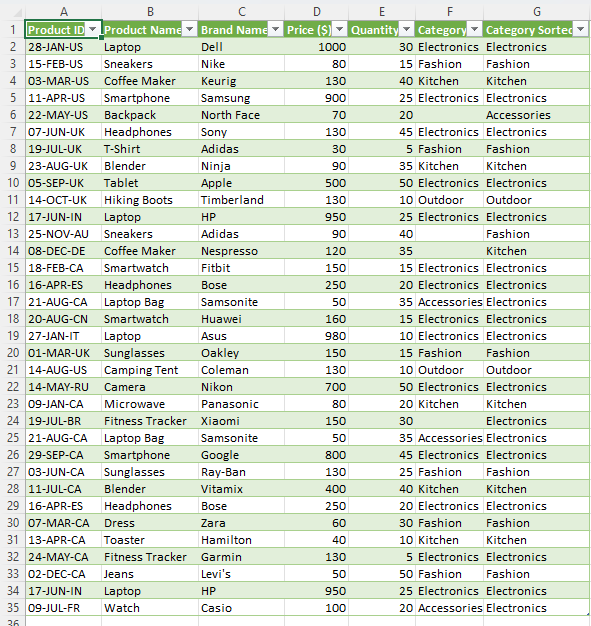 A B C D E F G
1 Product ID Product Name Brand Name Price ($) Quantity Category Category Sorted
2 28-JAN-US Laptop Dell 1000 30 Electronics Electronics
3 15-FEB-US Sneakers Nike 80 15 Fashion Fashion
4 03-MAR-US Coffee Maker Keurig 130 40 Kitchen Kitchen
5 11-APR-US Smartphone Samsung 900 25 Electronics Electronics
6 22-MAY-US Backpack North Face 70 20 Accessories
7 07-JUN-UK Headphones Sony 130 45 Electronics Electronics
8 19-JUL-UK T-Shirt Adidas 30 5 Fashion Fashion
9 23-AUG-UK Blender Ninja 90 35 Kitchen Kitchen
10 05-SEP-UK Tablet Apple 500 50 Electronics Electronics
11 14-OCT-UK Hiking Boots Timberland 130 10 Outdoor Outdoor
12 17-JUN-IN Laptop HP 950 25 Electronics Electronics
13 25-NOV-AU Sneakers Adidas 90 40 Fashion
14 08-DEC-DE Coffee Maker Nespresso 120 35 Kitchen
15 18-FEB-CA Smartwatch Fitbit 150 15 Electronics Electronics
16 16-APR-ES Headphones Bose 250 20 Electronics Electronics
17 21-AUG-CA Laptop Bag Samsonite 50 35 Accessories Electronics
18 20-AUG-CN Smartwatch Huawei 160 15 Electronics Electronics
19 27-JAN-IT Laptop Asus 980 10 Electronics Electronics
20 01-MAR-UK Sunglasses Oakley 150 15 Fashion Fashion
21 14-AUG-US Camping Tent Coleman 130 10 Outdoor Outdoor
22 14-MAY-RU Camera Nikon 700 50 Electronics Electronics
23 09-JAN-CA Microwave Panasonic 80 20 Kitchen Kitchen
24 19-JUL-BR Fitness Tracker Xiaomi 150 30 Electronics
25 21-AUG-CA Laptop Bag Samsonite 50 35 Accessories Electronics
26 29-SEP-CA Smartphone Google 800 45 Electronics Electronics
27 03-JUN-CA Sunglasses Ray-Ban 130 25 Fashion Fashion
28 11-JUL-CA Blender Vitamix 400 40 Kitchen Kitchen
29 16-APR-ES Headphones Bose 250 20 Electronics Electronics
30 07-MAR-CA Dress Zara 60 30 Fashion Fashion
31 13-APR-CA Toaster Hamilton 40 10 Kitchen Kitchen
32 24-MAY-CA Fitness Tracker Garmin 130 5 Electronics Electronics
33 02-DEC-CA Jeans Levi's 50 50 Fashion Fashion
34 17-JUN-IN Laptop HP 950 25 Electronics Electronics
35 09-JUL-FR Watch Casio 100 20 Accessories Electronics
36